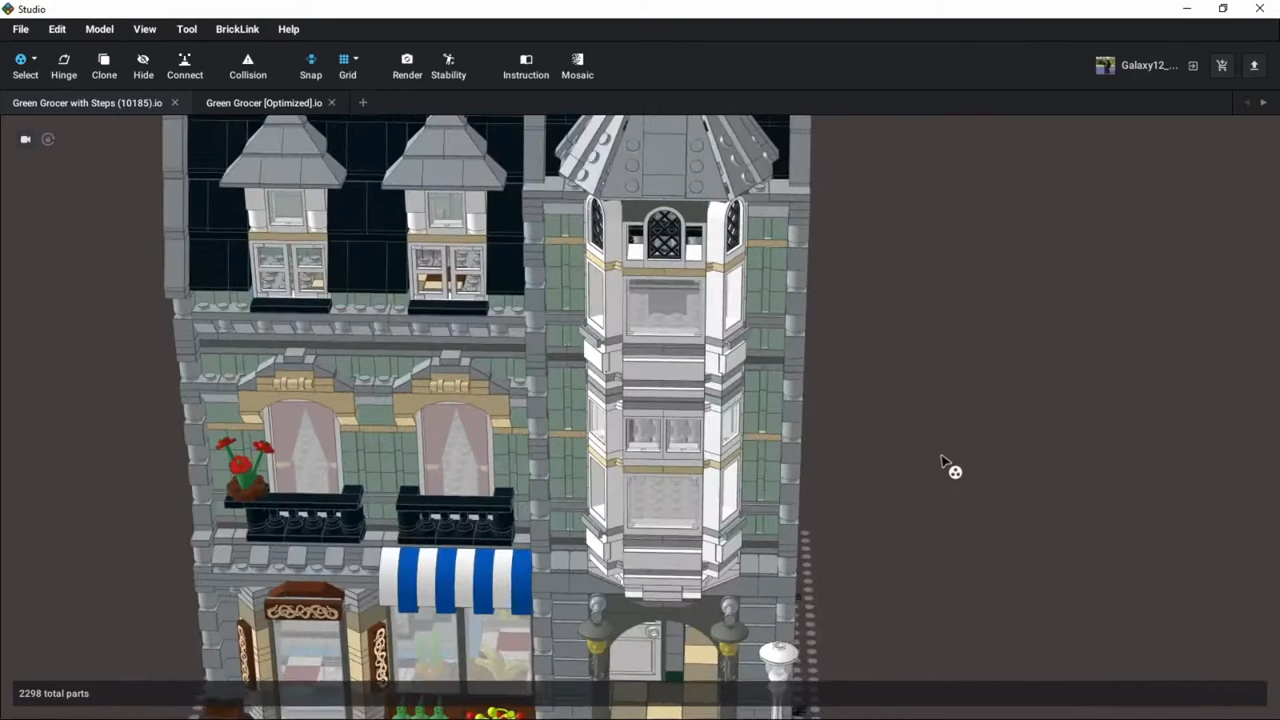 Studio
File Edit Model View Tool BrickLink Help
Select Hinge Clone Hide Connect Collision Snap Grid Render Stability Instruction Mosaic Galaxy12_...
Green Grocer with Steps (10185).io Green Grocer [Optimized].io
2298 total parts